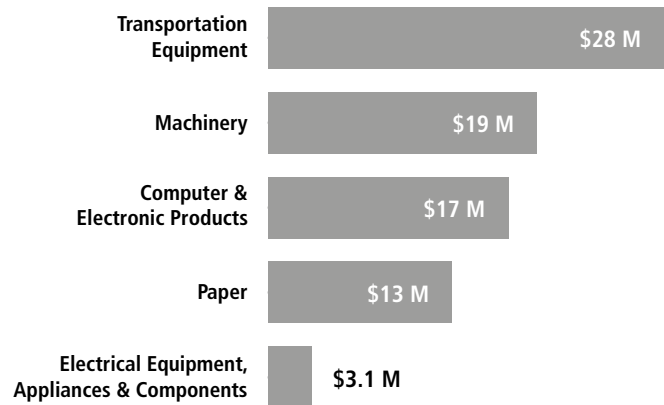 Transportation
Equipment
$28 M
Machinery
$19 M
Computer &
Electronic Products
$17 M
Paper
$13 M
Electrical Equipment,
Appliances & Components
$3.1 M